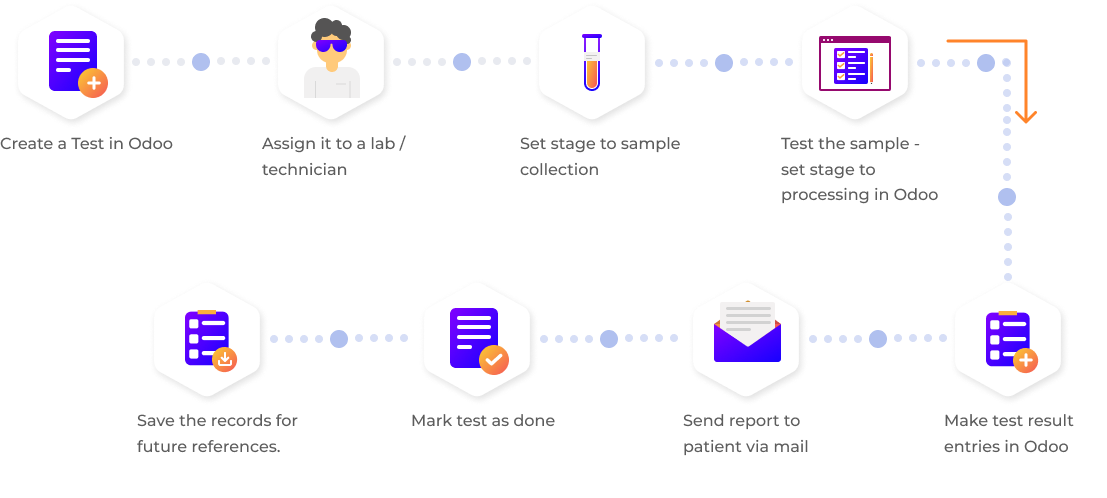 Create a Test in Odoo
Assign it to a lab /
technician
Set stage to sample
collection
Test the sample -
set stage to
processing in Odoo
Make test result
entries in Odoo
Send report to
patient via mail
Mark test as done
Save the records for
future references.